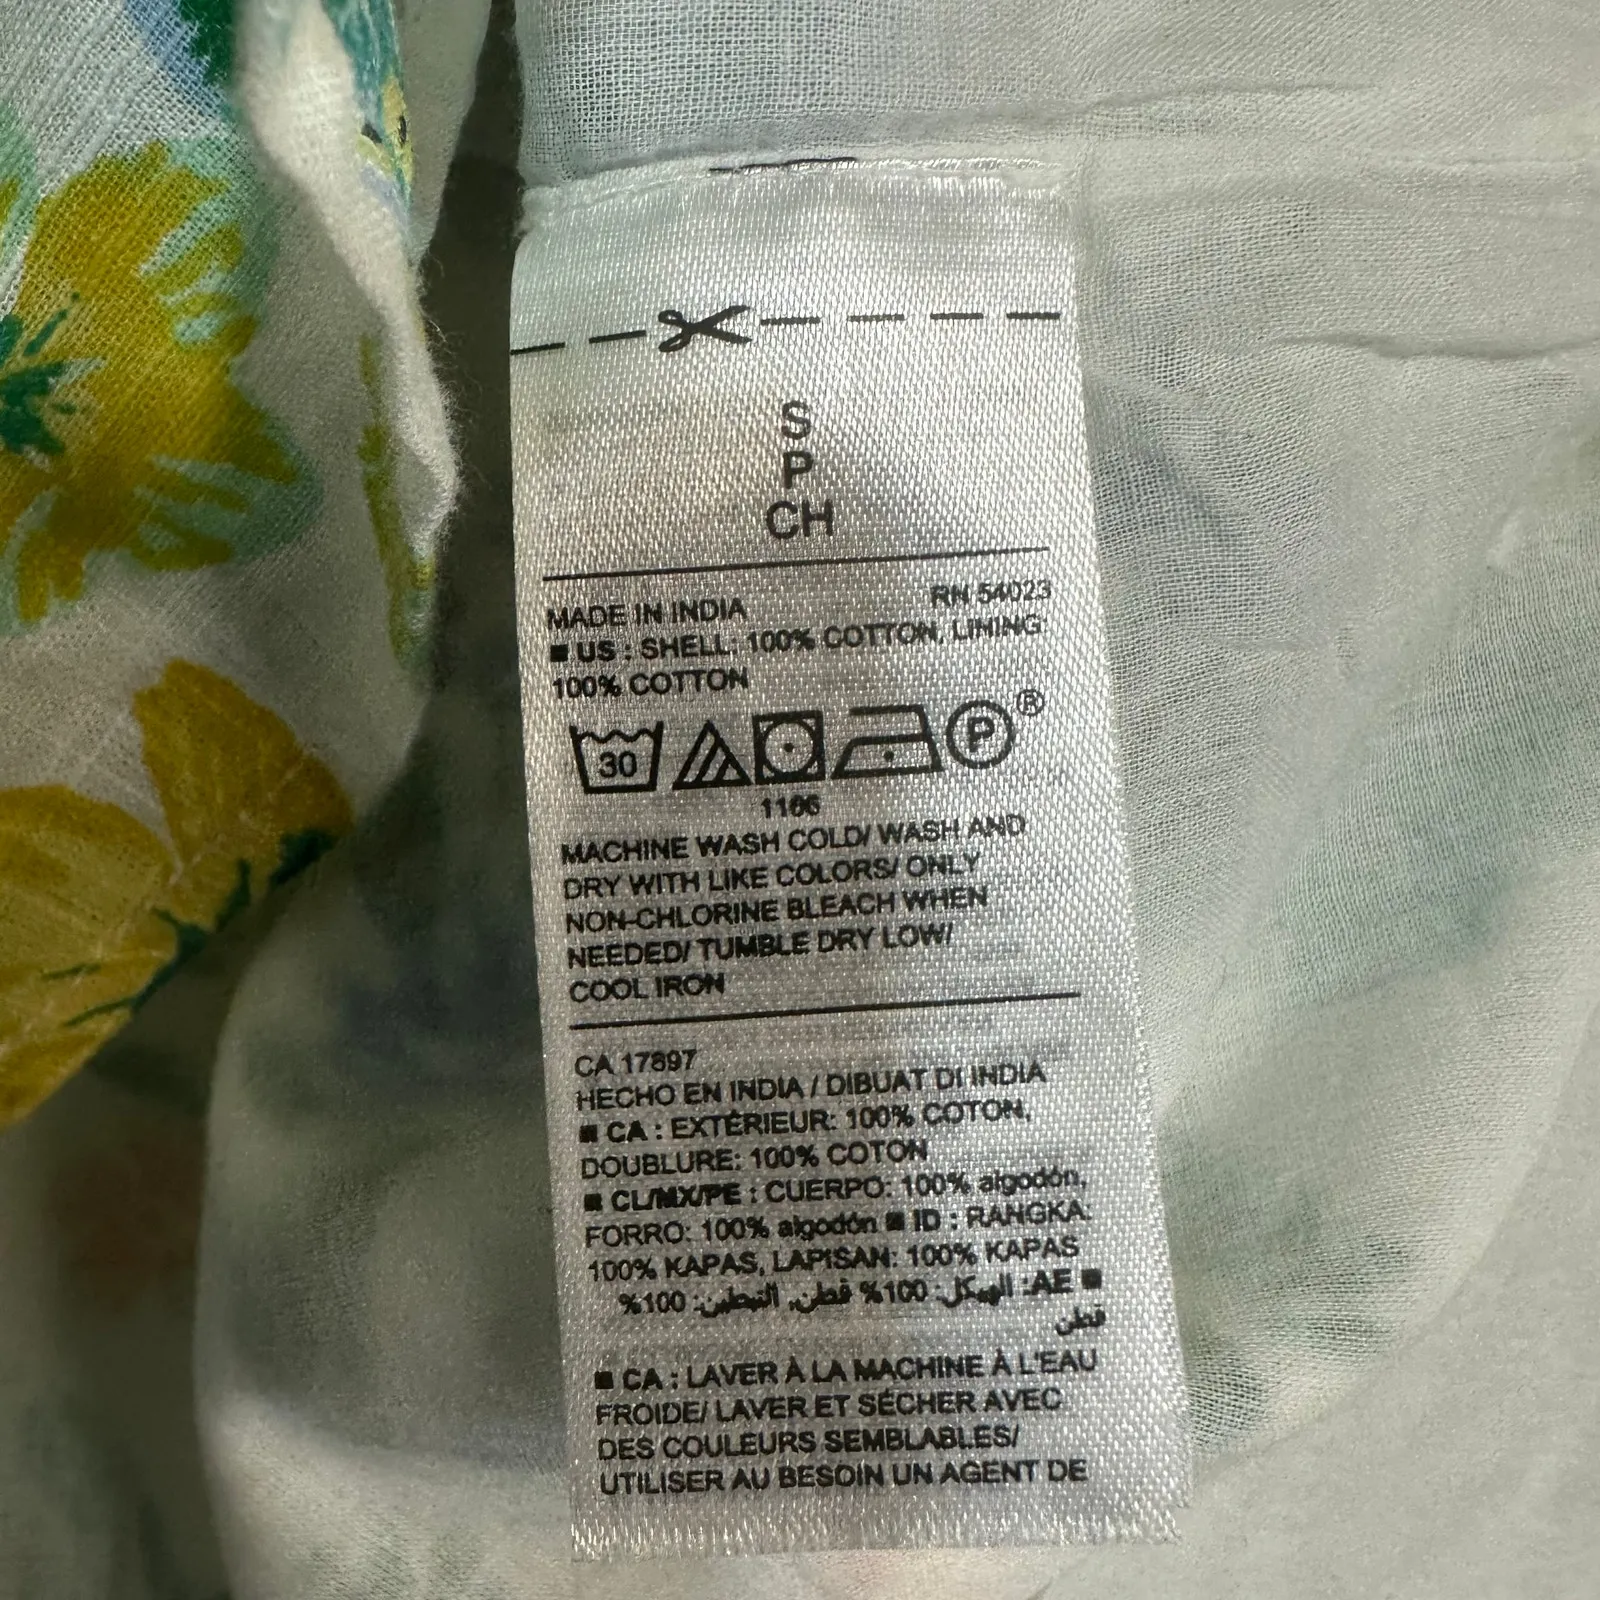 S
P
CH
MADE IN INDIA RN 54023
■ US : SHELL: 100% COTTON, LINING:
100% COTTON
30 P®
1106
MACHINE WASH COLD/ WASH AND
DRY WITH LIKE COLORS/ ONLY
NON-CHLORINE BLEACH WHEN
NEEDED/ TUMBLE DRY LOW/
COOL IRON
CA 17897
HECHO EN INDIA / DIBUAT DI INDIA
■ CA : EXTÉRIEUR: 100% COTON,
DOUBLURE: 100% COTON
■ CL/MX/PE : CUERPO: 100% algodón,
FORRO: 100% algodón ■ ID : RANGKA:
100% KAPAS, LAPISAN: 100% KAPAS
■ AE: الهيكل: 100% قطن, التبطين: 100%
قطن
■ CA : LAVER À LA MACHINE À L'EAU
FROIDE/ LAVER ET SÉCHER AVEC
DES COULEURS SEMBLABLES/
UTILISER AU BESOIN UN AGENT DE